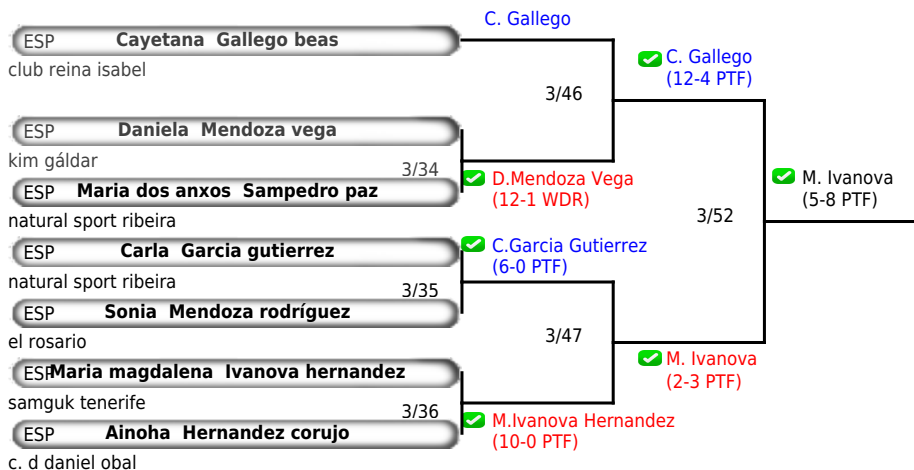 C. Gallego
ESP Cayetana Gallego beas
club reina isabel
C. Gallego
(12-4 PTF)
3/46
ESP Daniela Mendoza vega
kim gáldar
3/34
D.Mendoza Vega
(12-1 WDR)
ESP Maria dos anxos Sampedro paz
natural sport ribeira
M. Ivanova
(5-8 PTF)
3/52
ESP Carla Garcia gutierrez
natural sport ribeira
C.Garcia Gutierrez
(6-0 PTF)
3/35
ESP Sonia Mendoza rodríguez
el rosario
3/47
M. Ivanova
(2-3 PTF)
ESP Maria magdalena Ivanova hernandez
samguk tenerife
3/36
M.Ivanova Hernandez
(10-0 PTF)
ESP Ainoha Hernandez corujo
c. d daniel obal